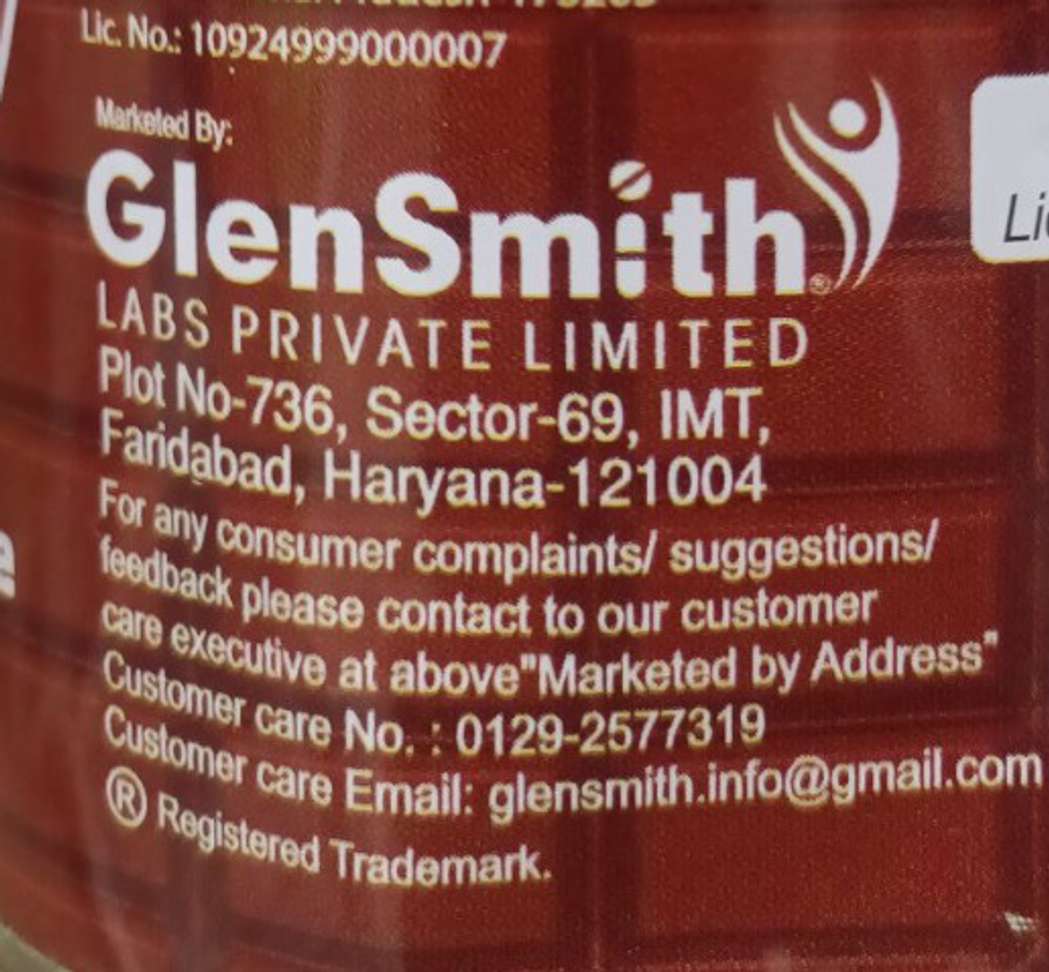 Lic. No.: 10924999000007
Marketed By:
GlenSmith®
LABS PRIVATE LIMITED
Plot No-736, Sector-69, IMT,
Faridabad, Haryana-121004
For any consumer complaints/ suggestions/
feedback please contact to our customer
care executive at above"Marketed by Address"
Customer care No. : 0129-2577319
Customer care Email: glensmith.info@gmail.com
® Registered Trademark.